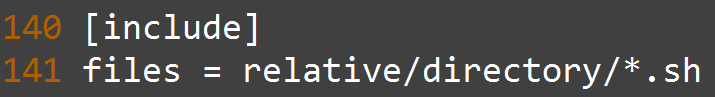 140 [include]
141 files = relative/directory/*.sh